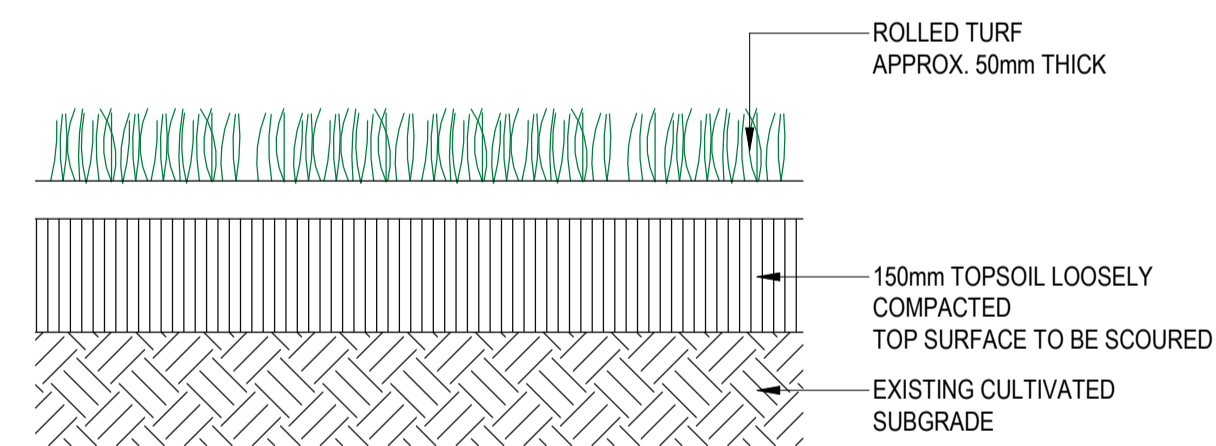 ROLLED TURF
APPROX. 50mm THICK
150mm TOPSOIL LOOSELY
COMPACTED
TOP SURFACE TO BE SCOURED
EXISTING CULTIVATED
SUBGRADE